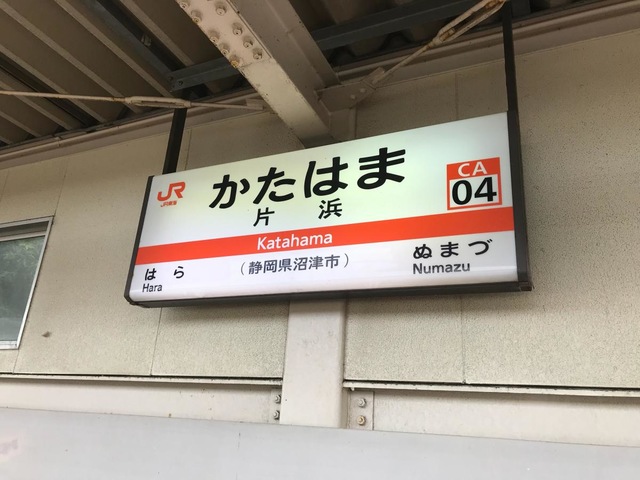 JR
JR東海
かたはま
片浜
CA
04
Katahama
はら
Hara
(静岡県沼津市)
ぬまづ
Numazu